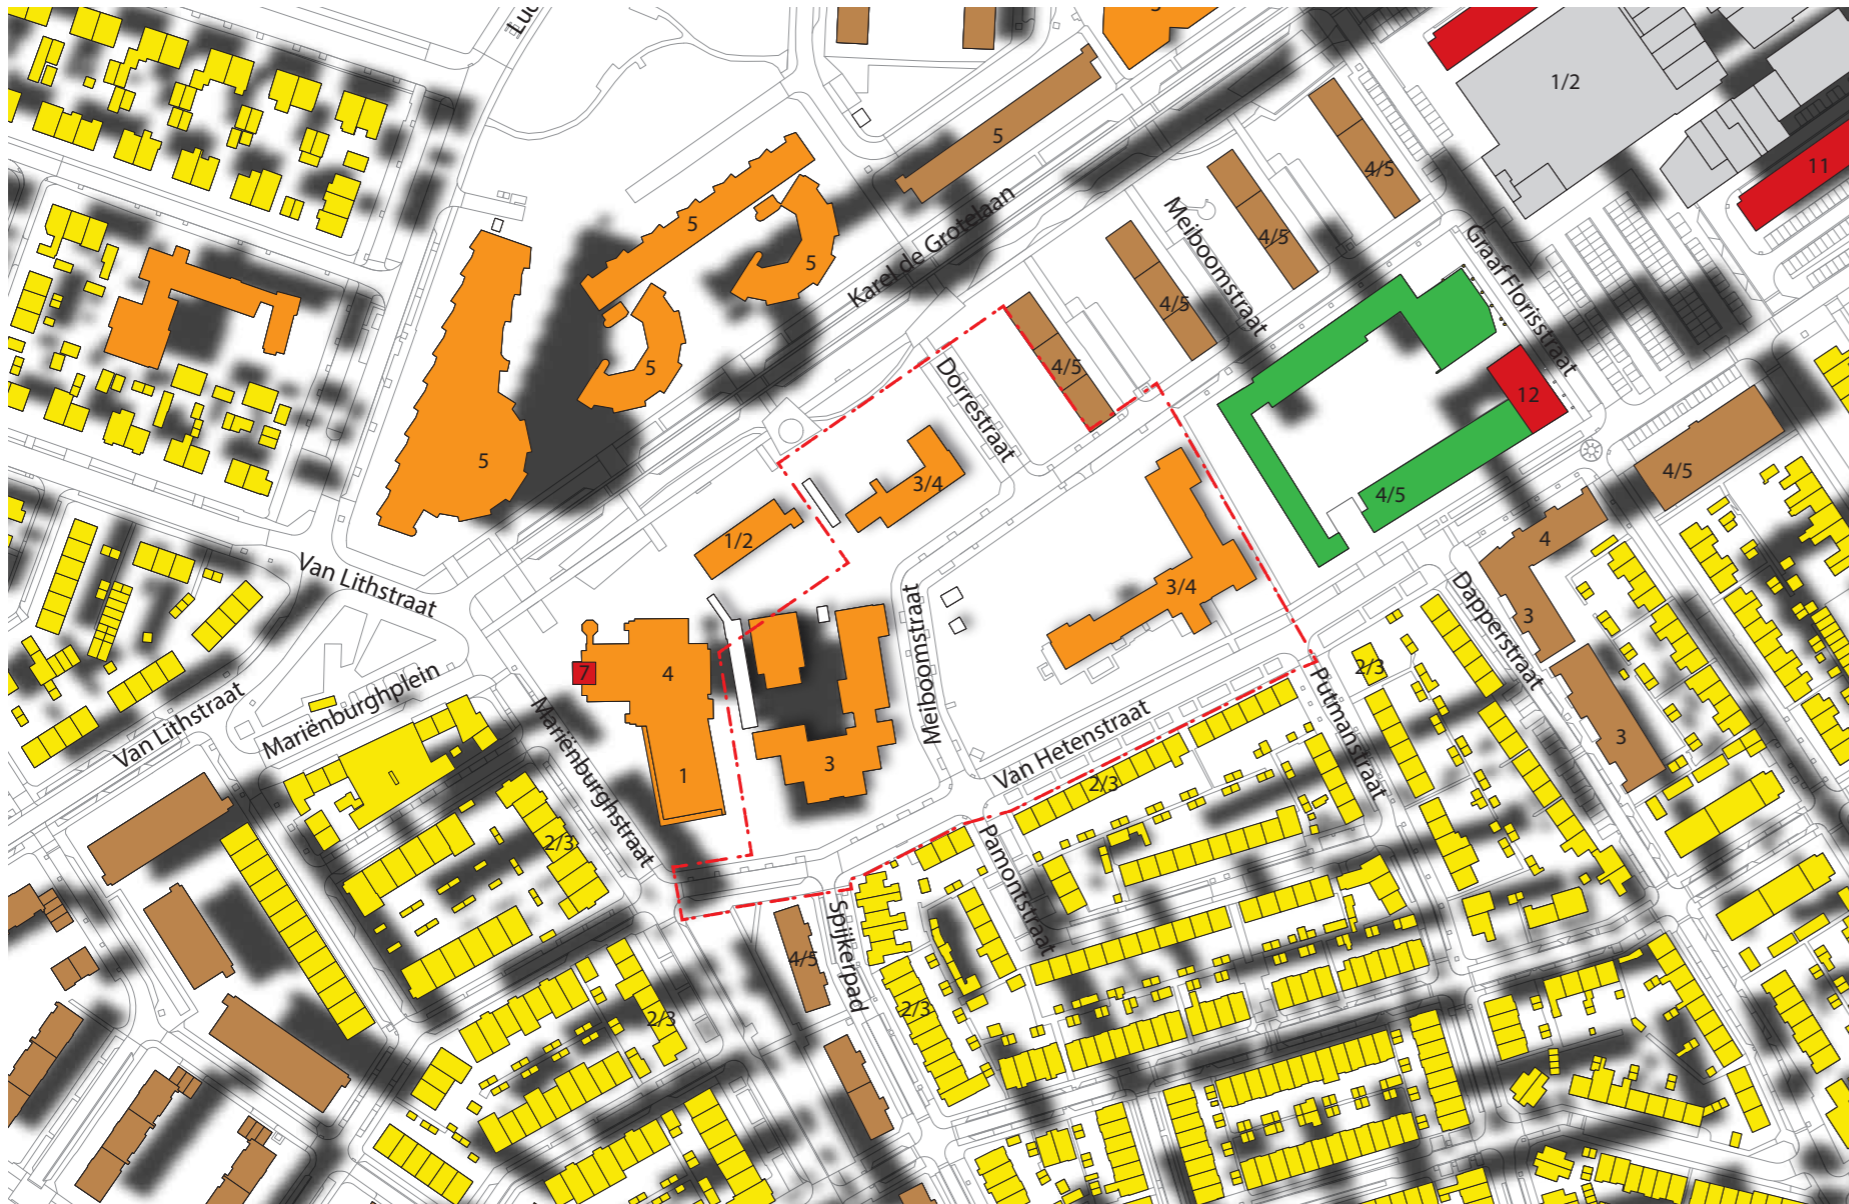 Luc
5
1/2
11
5
4/5
5
5
Karel de Grotelaan
Meiboomstraat
4/5
Graaf Florisstraat
4/5
5
4/5
12
5
Dorrestraat
3/4
4/5
4/5
1/2
4
Van Lithstraat
3/4
Meiboomstraat
Dapperstraat
3
7
4
2/3
Putmanstraat
Van Lithstraat
Mariënburghplein
Mariënburghstraat
1
3
Van Hetenstraat
2/3
3
2/3
Pamontstraat
Spijkerpad
4/5
2/3
2/3